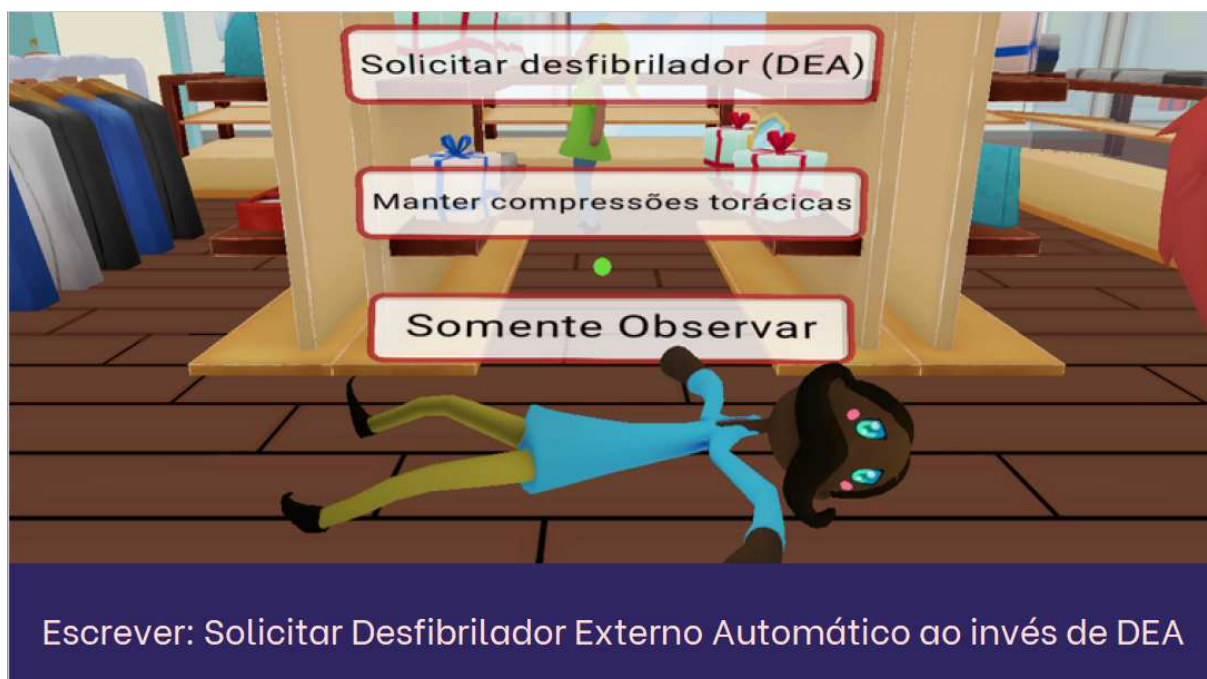 Solicitar desfibrilador (DEA)
Manter compressões torácicas
Somente Observar
Escrever: Solicitar Desfibrilador Externo Automático ao invés de DEA